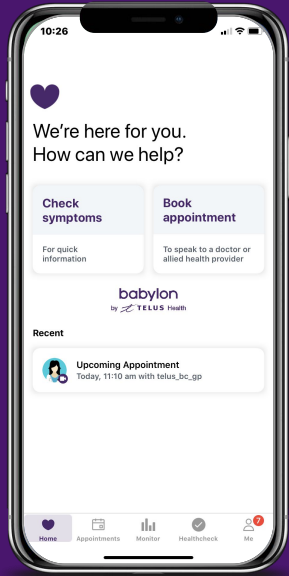 10:26
We're here for you.
How can we help?
Check
symptoms
For quick
information
Book
appointment
To speak to a doctor or
allied health provider
babylon
by TELUS Health
Recent
Upcoming Appointment
Today, 11:10 am with telus_bc_gp
7
Home
Appointments
Monitor
Healthcheck
Me